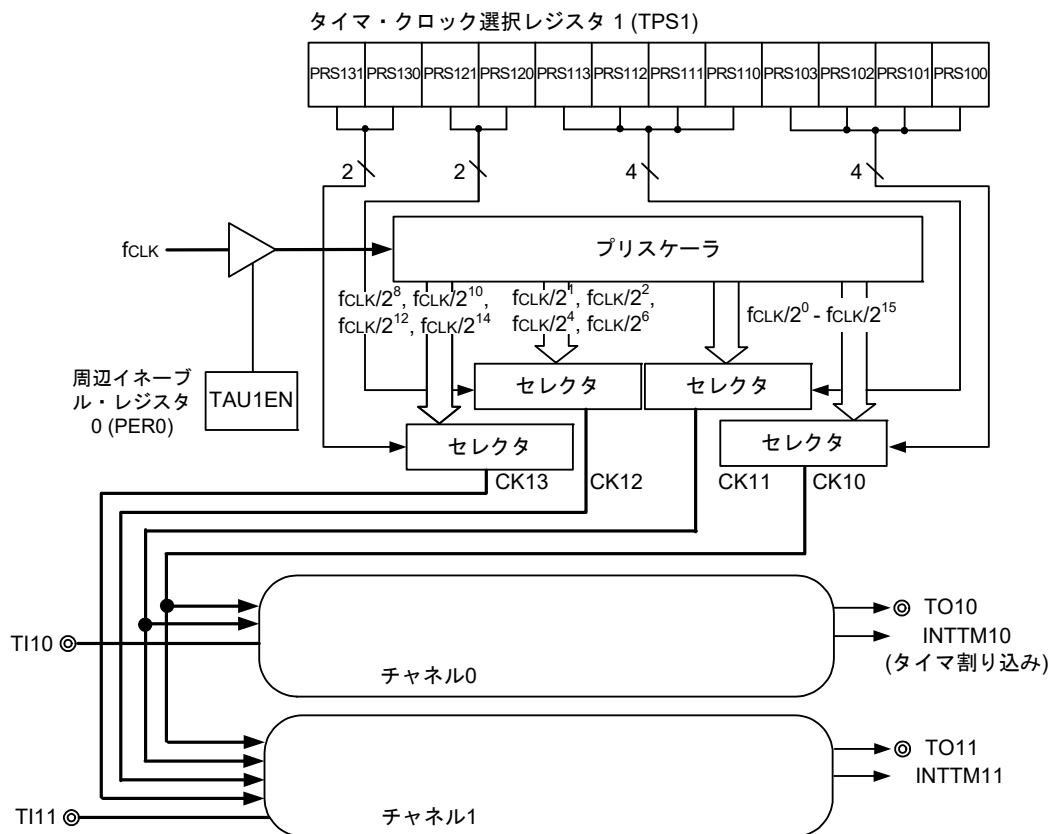 タイマ・クロック選択レジスタ 1 (TPS1)
PRS131 PRS130 PRS121 PRS120 PRS113 PRS112 PRS111 PRS110 PRS103 PRS102 PRS101 PRS100
2 2 4 4
fCLK
プリスケーラ
fCLK/2^8, fCLK/2^10,
fCLK/2^12, fCLK/2^14
fCLK/2^1, fCLK/2^2,
fCLK/2^4, fCLK/2^6
fCLK/2^0 - fCLK/2^15
周辺イネーブ
ル・レジスタ
0 (PER0)
TAU1EN
セレクタ
セレクタ
セレクタ
セレクタ
CK13 CK12 CK11 CK10
TI10
チャネル0
TO10
INTTM10
(タイマ割り込み)
TI11
チャネル1
TO11
INTTM11